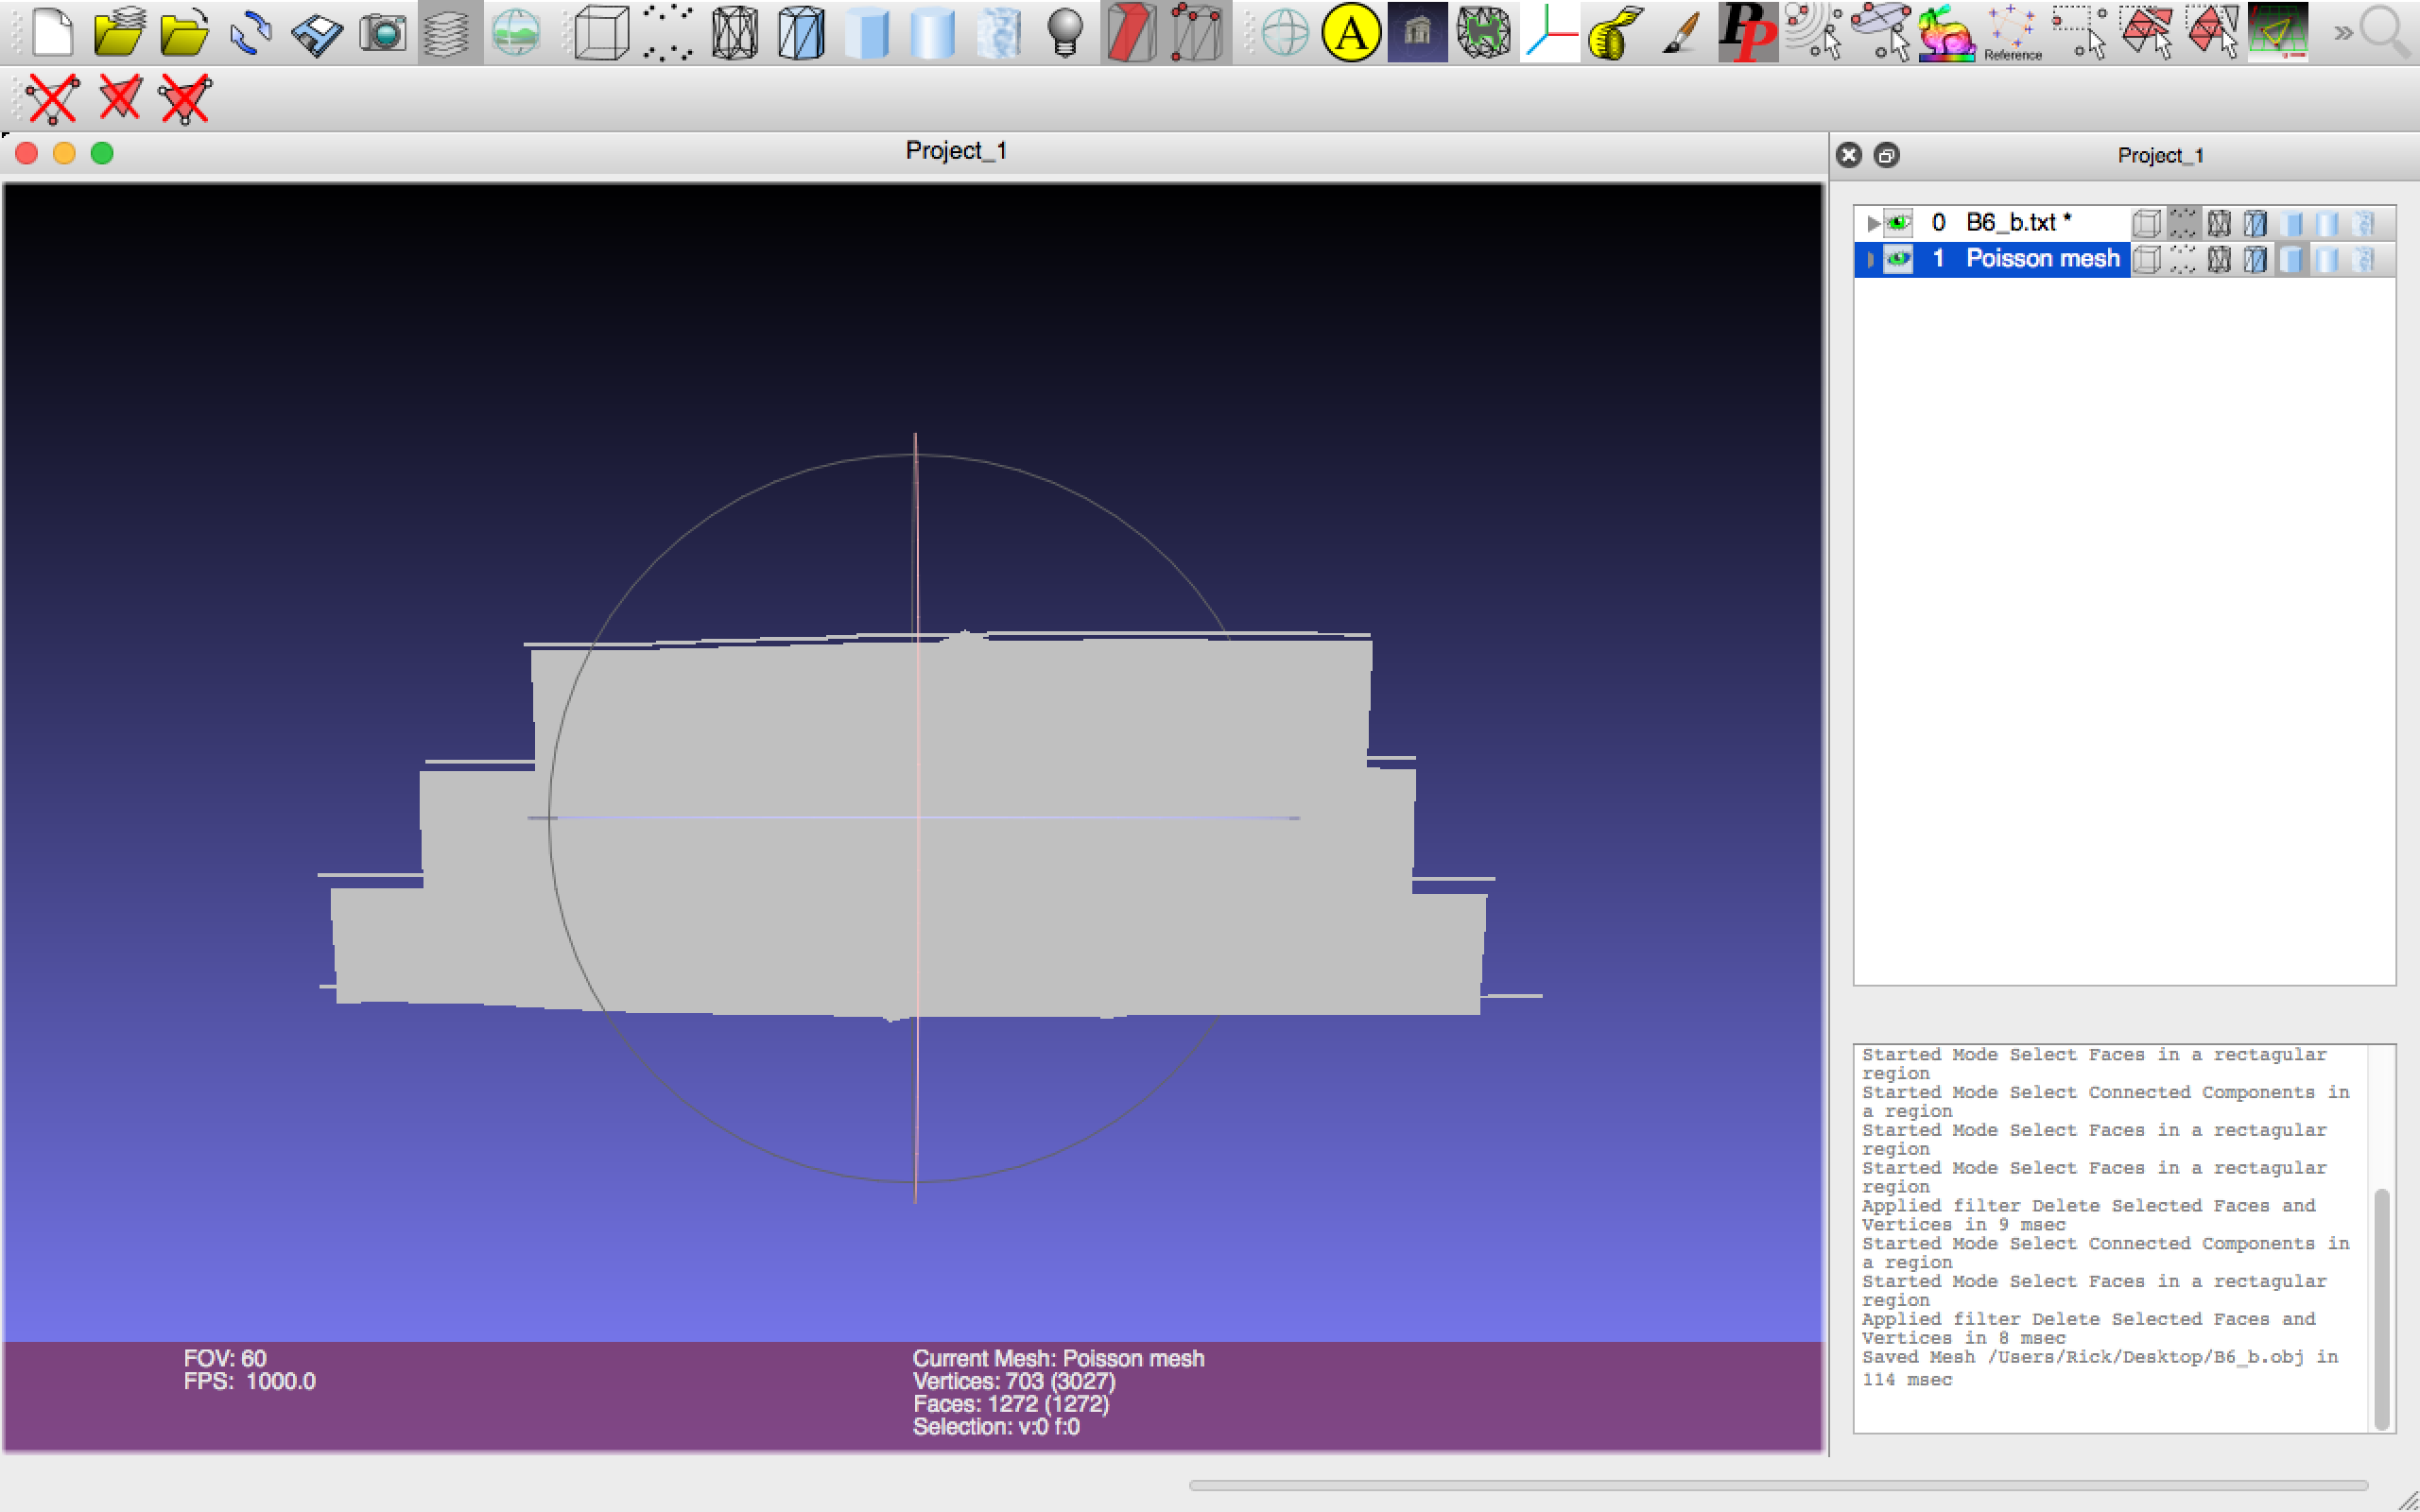 A
PP
Reference
Project_1
Project_1
0 B6_b.txt *
1 Poisson mesh
Started Mode Select Faces in a rectagular
region
Started Mode Select Connected Components in
a region
Started Mode Select Faces in a rectagular
region
Started Mode Select Faces in a rectagular
region
Applied filter Delete Selected Faces and
Vertices in 9 msec
Started Mode Select Connected Components in
a region
Started Mode Select Faces in a rectagular
region
Applied filter Delete Selected Faces and
Vertices in 8 msec
Saved Mesh /Users/Rick/Desktop/B6_b.obj in
114 msec
FOV: 60
FPS: 1000.0
Current Mesh: Poisson mesh
Vertices: 703 (3027)
Faces: 1272 (1272)
Selection: v:0 f:0